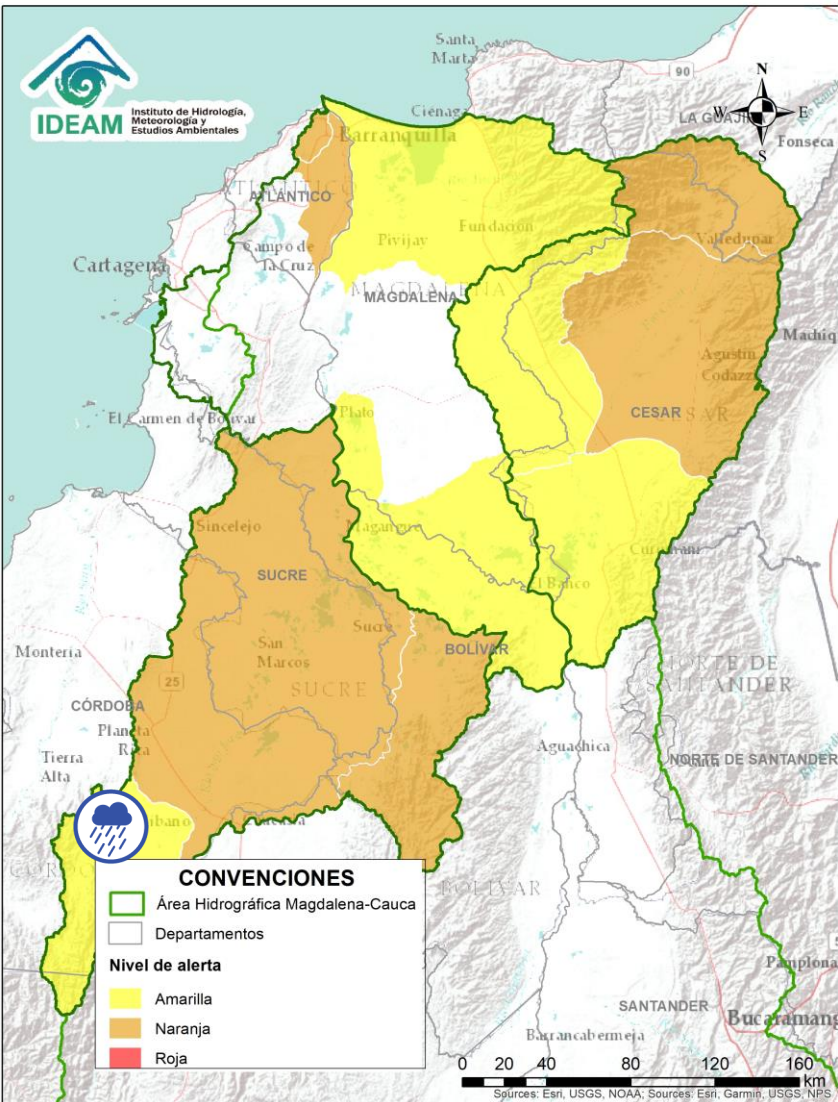 IDEAM
Instituto de Hidrología,
Meteorología y
Estudios Ambientales
Santa
Marta
90
N
W
E
S
Ciénaga
LA GUAJIRA
Barranquilla
Fonseca
ATLÁNTICO
ATLÁNTICO
Fundación
Pivijay
Valledupar
Campo de
la Cruz
Cartagena
MAGDALENA
MAGDALENA
Agustín
Codazzi
El Carmen de Bolívar
Plato
CESAR
CESAR
Sincelejo
Magangué
SUCRE
El Banco
Sucre
Montería
San
Marcos
BOLÍVAR
25
SUCRE
NORTE DE
SANTANDER
CÓRDOBA
Planeta
Rica
Tierra
Alta
Aguachica
NORTE DE SANTANDER
BOLÍVAR
CONVENCIONES
Área Hidrográfica Magdalena-Cauca
Departamentos
Nivel de alerta
Amarilla
Naranja
Roja
Pamplona
SANTANDER
Bucaramang
Barrancabermeja
0 20 40 80 120 160
km
Sources: Esri, USGS, NOAA; Sources: Esri, Garmin, USGS, NPS